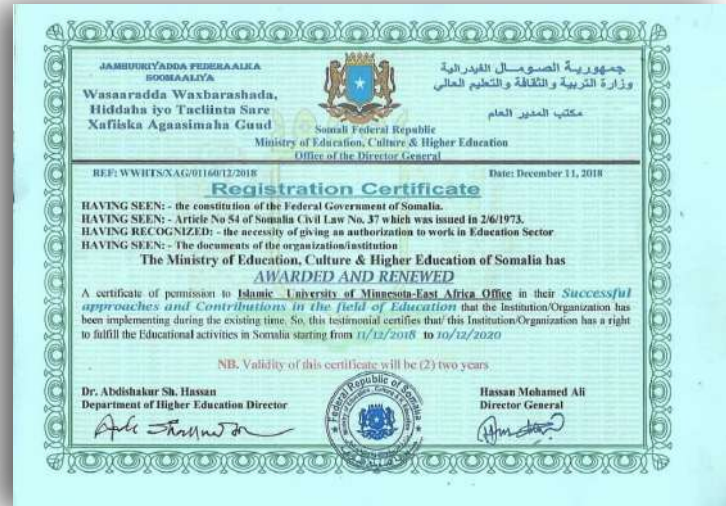 JAMHUURIYADDA FEDERAALKA
SOOMAALIYA
Wasaaradda Waxbarashada,
Hiddaha iyo Tacliinta Sare
Xafiiska Agaasimaha Guud
جمهورية الصومال الفيدرالية
وزارة التربية والثقافة والتعليم العالي
مكتب المدير العام
Somali Federal Republic
Ministry of Education, Culture & Higher Education
Office of the Director General
REF: WWHTS/XAG/01160/12/2018
Date: December 11, 2018
Registration Certificate
HAVING SEEN: - the constitution of the Federal Government of Somalia.
HAVING SEEN: - Article No 54 of Somalia Civil Law No. 37 which was issued in 2/6/1973.
HAVING RECOGNIZED: - the necessity of giving an authorization to work in Education Sector
HAVING SEEN: - The documents of the organization/institution
The Ministry of Education, Culture & Higher Education of Somalia has
AWARDED AND RENEWED
A certificate of permission to Islamic University of Minnesota-East Africa Office in their Successful
approaches and Contributions in the field of Education that the Institution/Organization has
been implementing during the existing time. So, this testimonial certifies that/ this Institution/Organization has a right
to fulfill the Educational activities in Somalia starting from 11/12/2018 to 10/12/2020
NB. Validity of this certificate will be (2) two years
Dr. Abdishakur Sh. Hassan
Department of Higher Education Director
Hassan Mohamed Ali
Director General
Federal Republic of Somalia